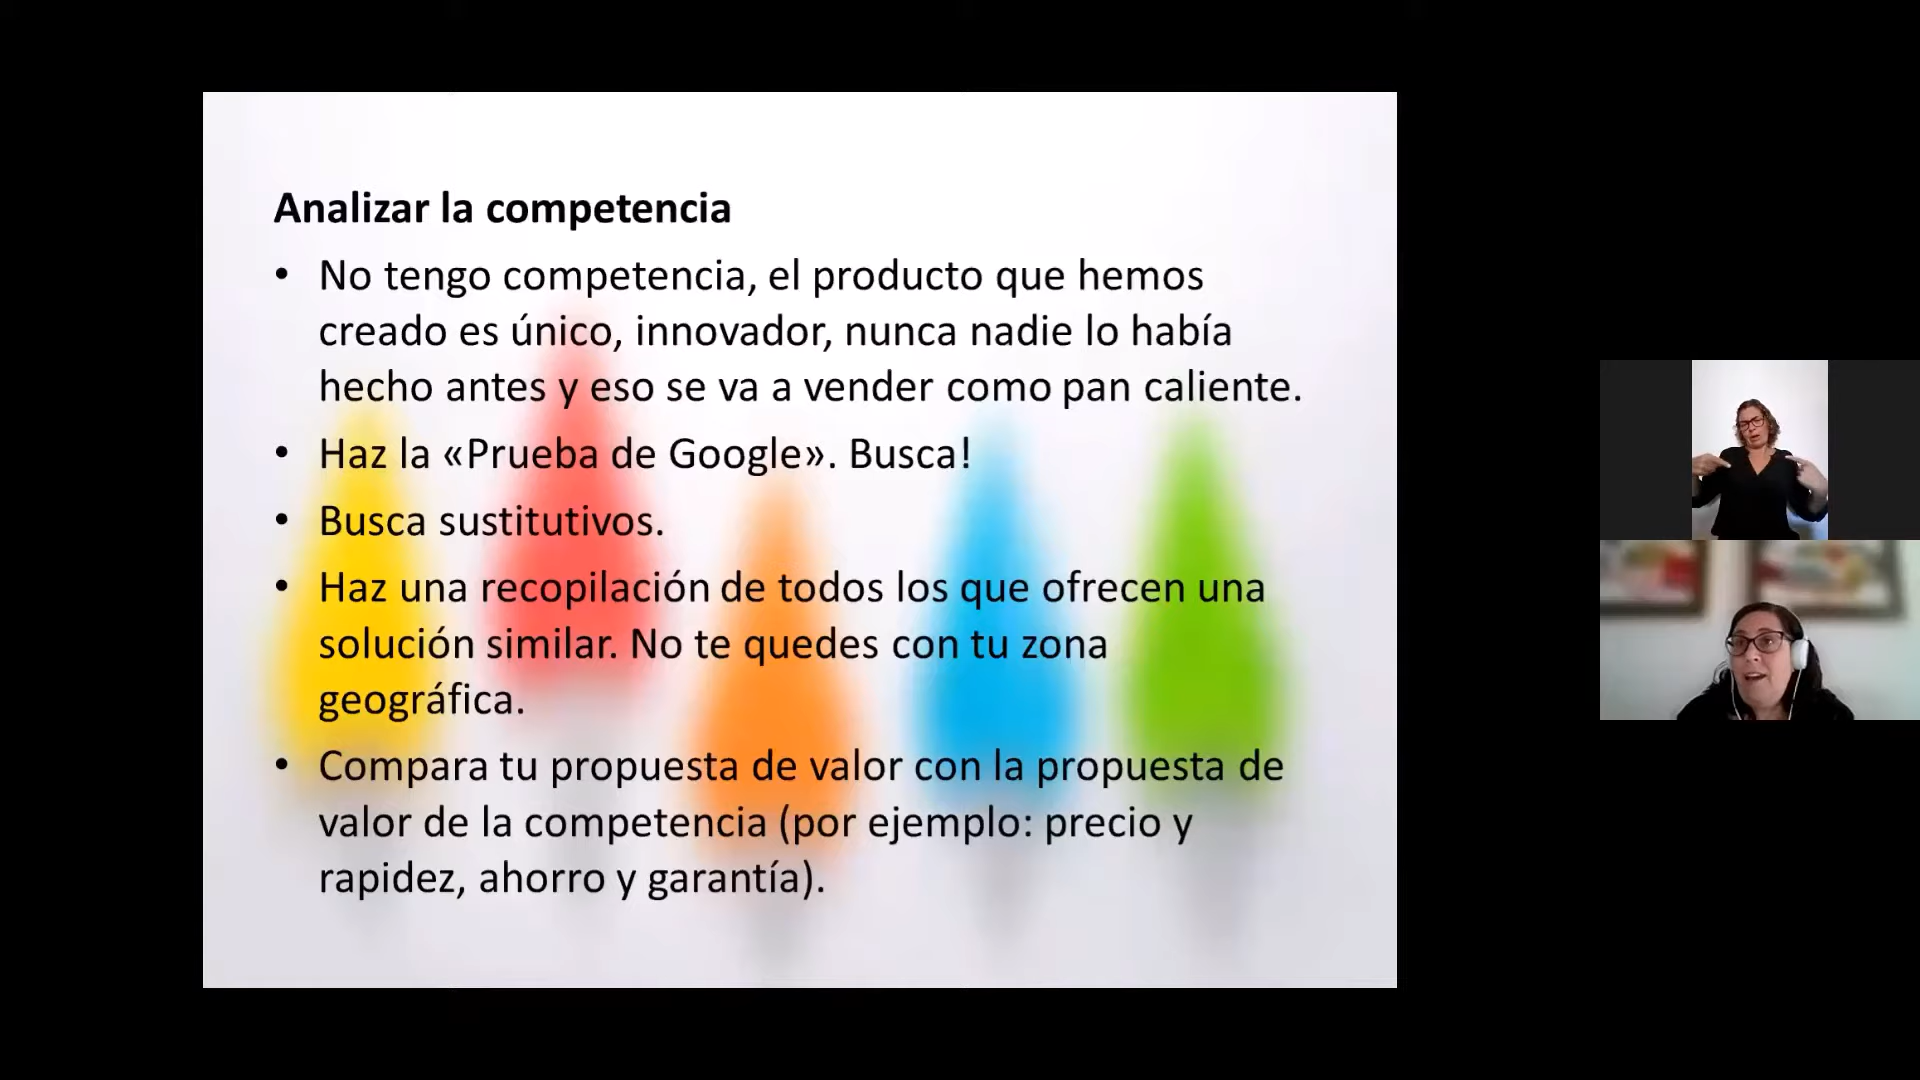 Analizar la competencia
• No tengo competencia, el producto que hemos
creado es único, innovador, nunca nadie lo había
hecho antes y eso se va a vender como pan caliente.
• Haz la «Prueba de Google». Busca!
• Busca sustitutivos.
• Haz una recopilación de todos los que ofrecen una
solución similar. No te quedes con tu zona
geográfica.
• Compara tu propuesta de valor con la propuesta de
valor de la competencia (por ejemplo: precio y
rapidez, ahorro y garantía).